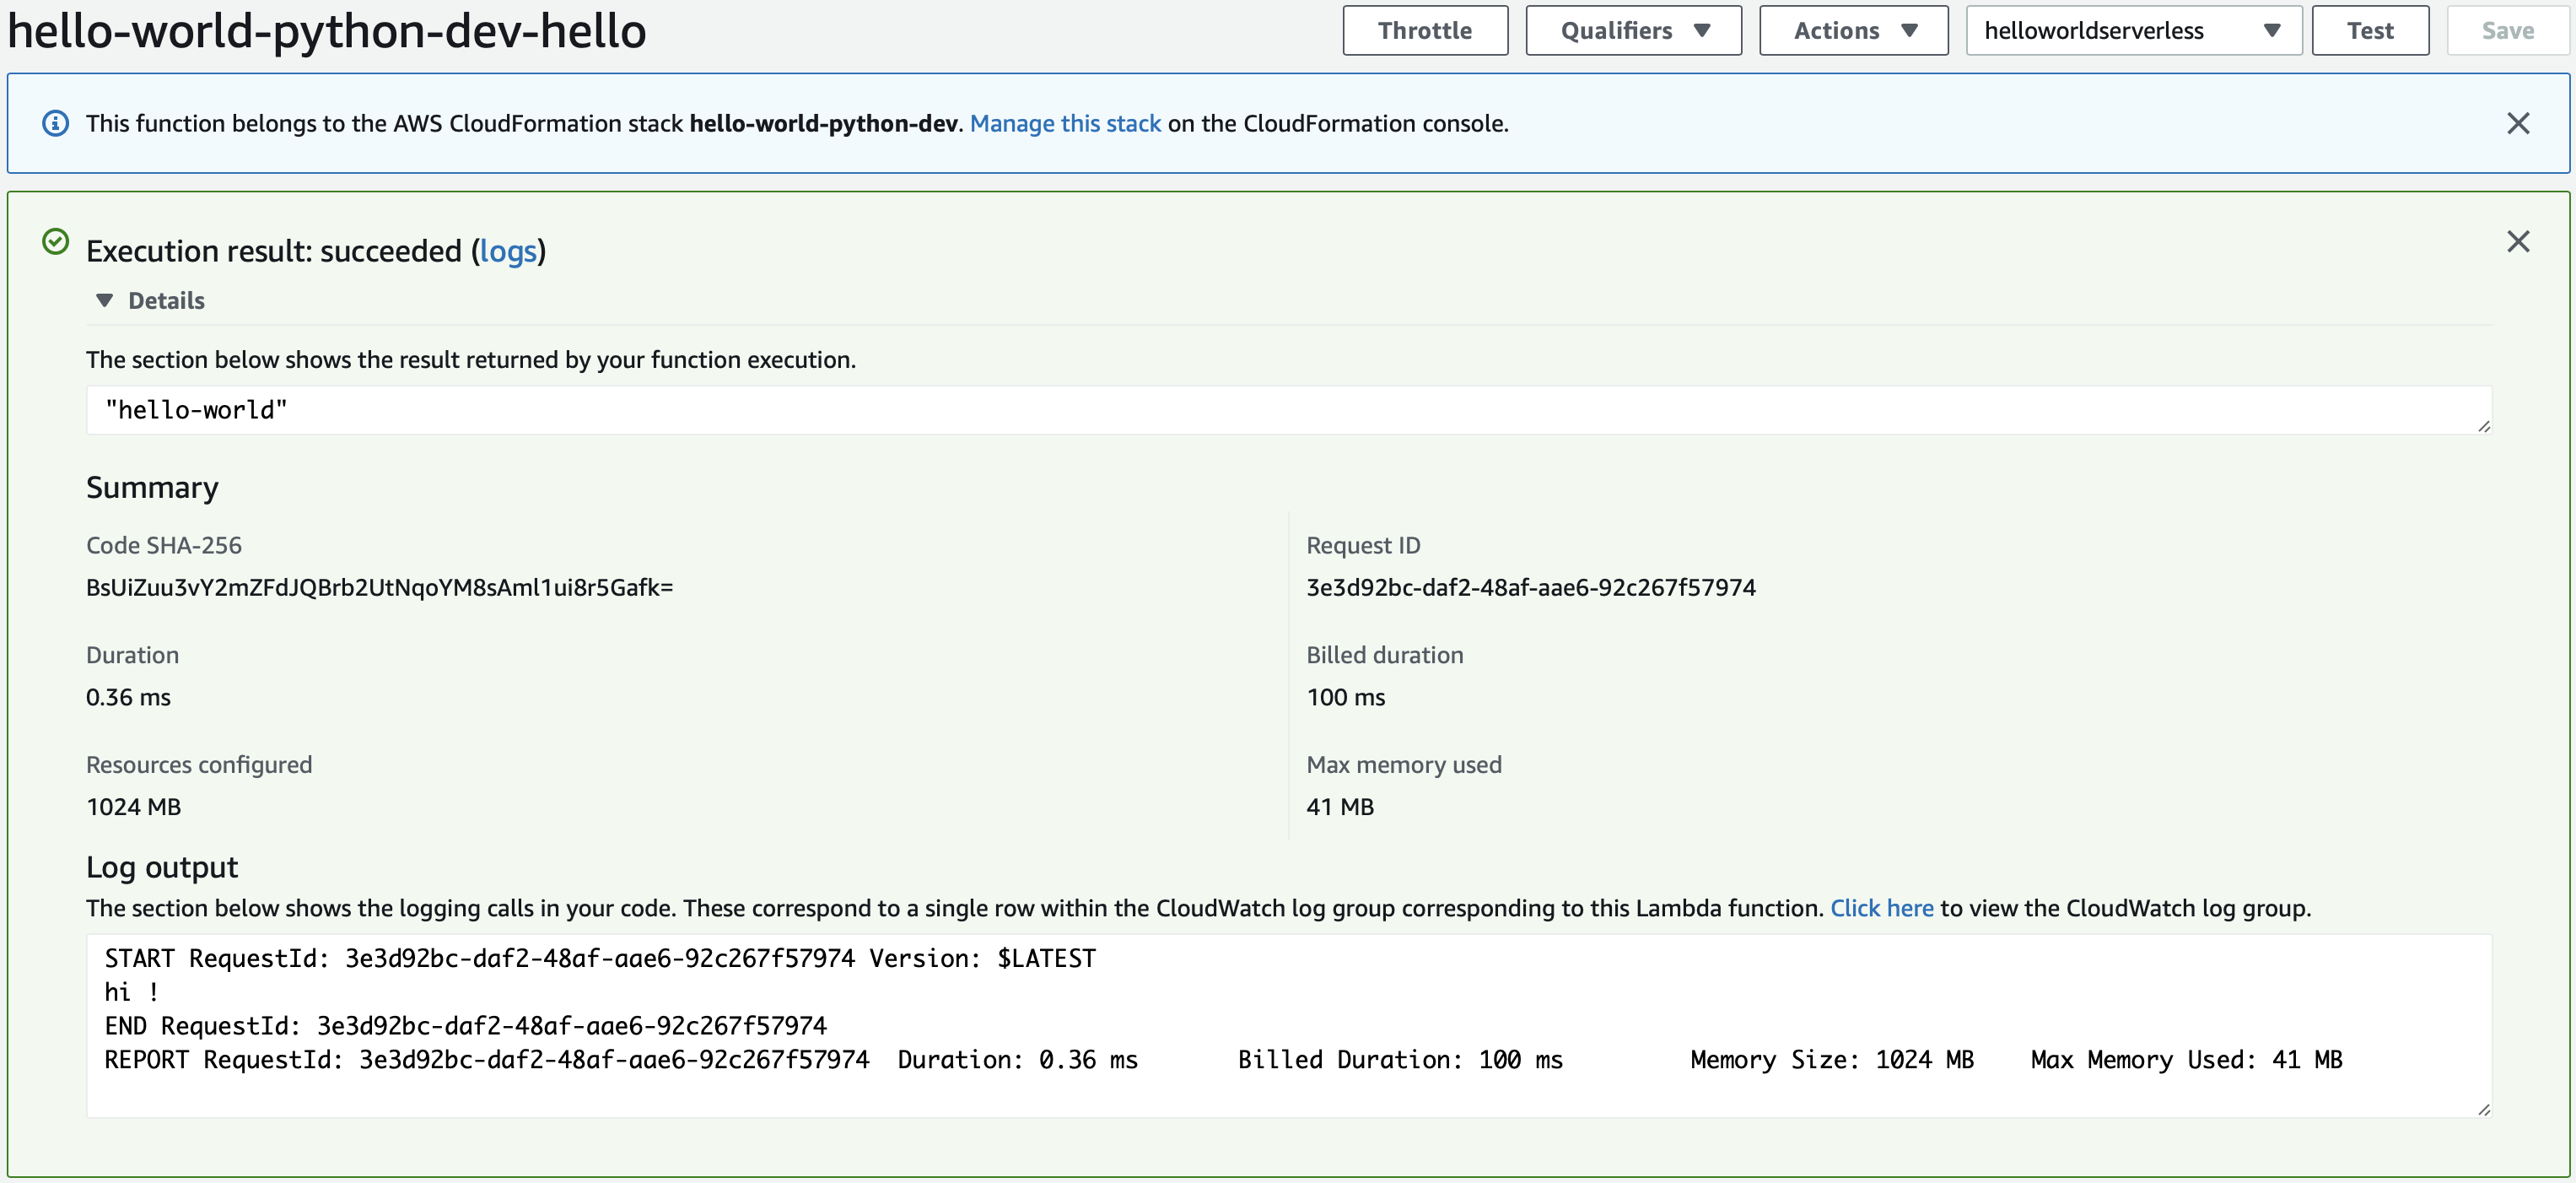 hello-world-python-dev-hello Throttle Qualifiers Actions helloworldserverless Test Save
This function belongs to the AWS CloudFormation stack hello-world-python-dev. Manage this stack on the CloudFormation console.
Execution result: succeeded (logs)
Details
The section below shows the result returned by your function execution.
"hello-world"
Summary
Code SHA-256
BsUiZuu3vY2mZFdJQBrb2UtNqoYM8sAml1ui8r5Gafk=
Request ID
3e3d92bc-daf2-48af-aae6-92c267f57974
Duration
0.36 ms
Billed duration
100 ms
Resources configured
1024 MB
Max memory used
41 MB
Log output
The section below shows the logging calls in your code. These correspond to a single row within the CloudWatch log group corresponding to this Lambda function. Click here to view the CloudWatch log group.
START RequestId: 3e3d92bc-daf2-48af-aae6-92c267f57974 Version: $LATEST
hi !
END RequestId: 3e3d92bc-daf2-48af-aae6-92c267f57974
REPORT RequestId: 3e3d92bc-daf2-48af-aae6-92c267f57974 Duration: 0.36 ms Billed Duration: 100 ms Memory Size: 1024 MB Max Memory Used: 41 MB